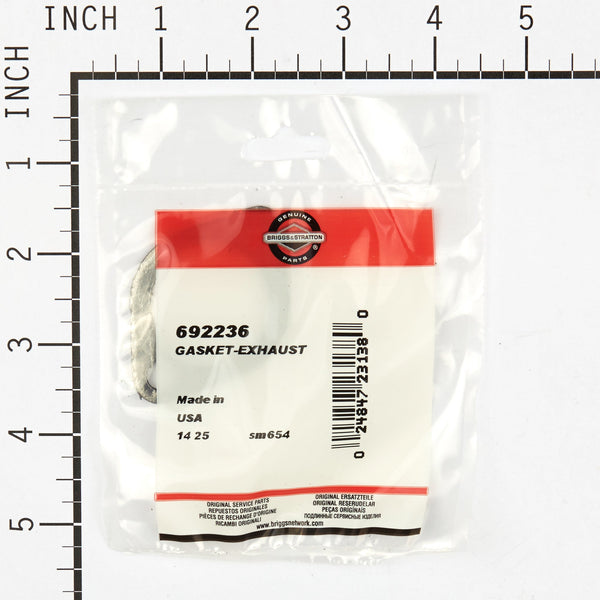 INCH 1 2 3 4 5
INCH
1
2
3
4
5
GENUINE
BRIGGS & STRATTON
®
PARTS
692236
GASKET-EXHAUST
Made in
USA
14 25 sm654
0 24847 23138 0
ORIGINAL SERVICE PARTS
REPUESTOS ORIGINALES
PIÈCES DE RECHANGE D'ORIGINE
RICAMBI ORIGINALI
ORIGINAL ERSATZTEILE
ORIGINAL RESERUDELAR
PEÇAS ORIGINAIS
ПОДЛИННЫЕ СЕРВИСНЫЕ ИЗДЕЛИЯ
www.briggsnetwork.com